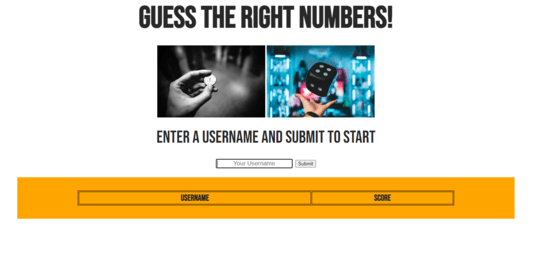 GUESS THE RIGHT NUMBERS!
ENTER A USERNAME AND SUBMIT TO START
Your Username Submit
USERNAME SCORE